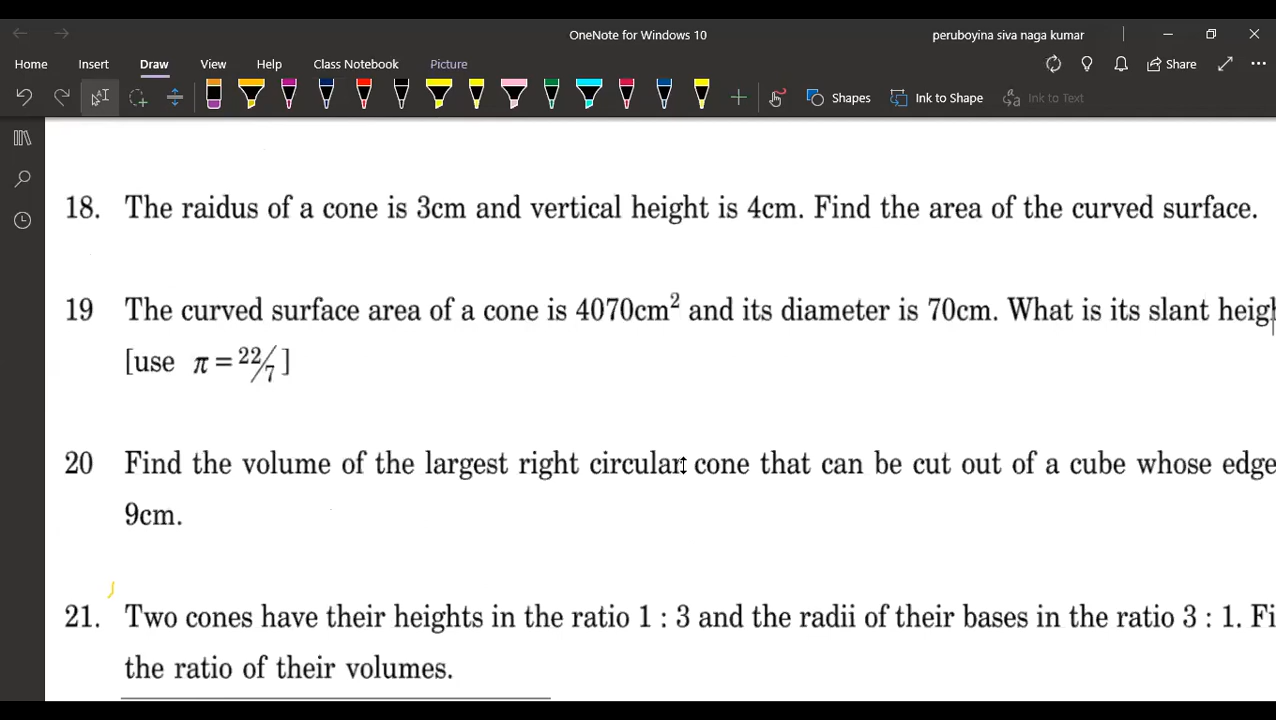 OneNote for Windows 10
peruboyina siva naga kumar
Home Insert Draw View Help Class Notebook Picture
Share
Shapes Ink to Shape Ink to Text
18. The raidus of a cone is 3cm and vertical height is 4cm. Find the area of the curved surface.
19 The curved surface area of a cone is 4070cm² and its diameter is 70cm. What is its slant heigh
[use π = 22/7 ]
20 Find the volume of the largest right circular cone that can be cut out of a cube whose edge
9cm.
21. Two cones have their heights in the ratio 1 : 3 and the radii of their bases in the ratio 3 : 1. Fi
the ratio of their volumes.